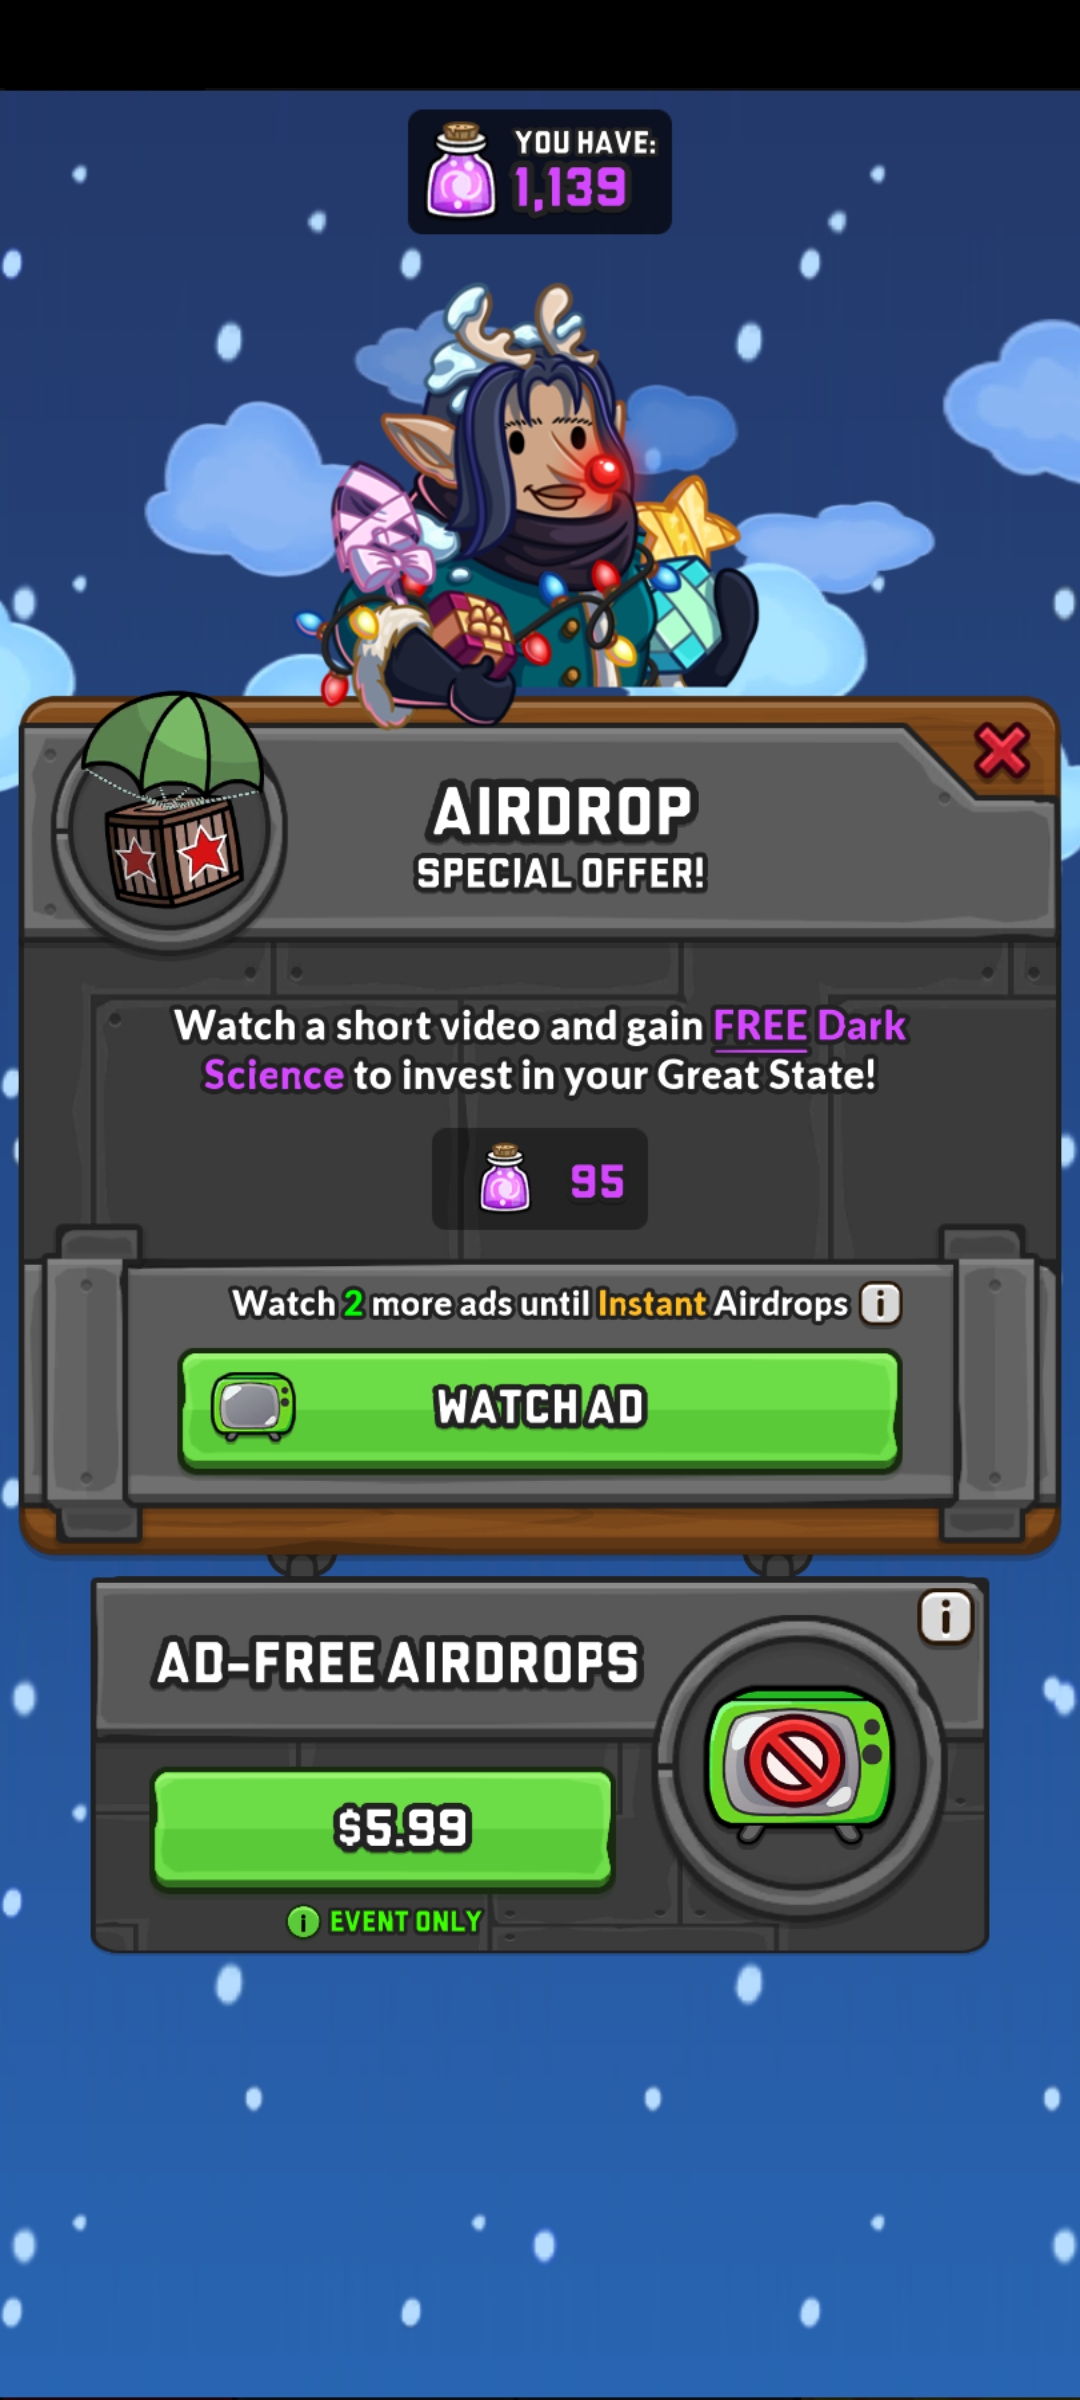 YOU HAVE:
1,139
AIRDROP
SPECIAL OFFER!
Watch a short video and gain FREE Dark
Science to invest in your Great State!
95
Watch 2 more ads until Instant Airdrops i
WATCH AD
i
AD-FREE AIRDROPS
$5.99
i EVENT ONLY